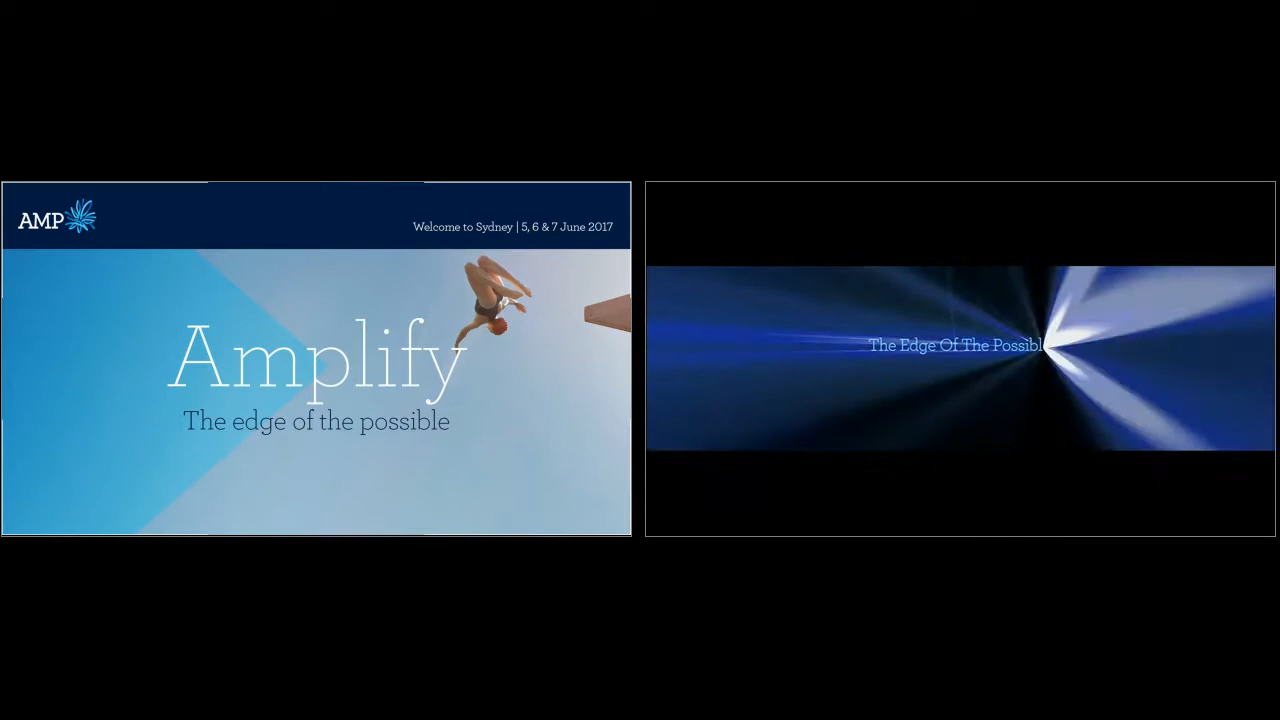 AMP
Welcome to Sydney | 5, 6 & 7 June 2017
Amplify
The edge of the possible
The Edge Of The Possibl